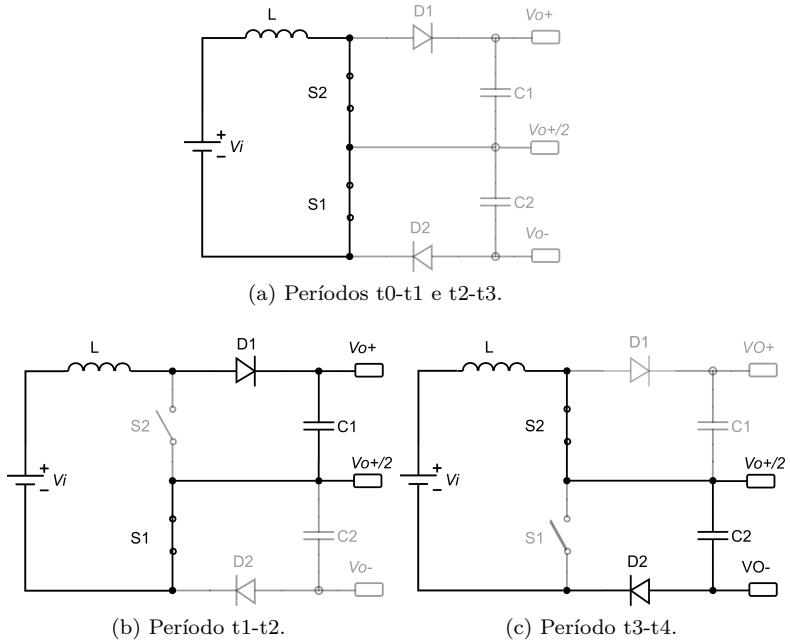 L
D1
Vo+
S2
C1
Vo+/2
+
Vi
−
S1
C2
D2
Vo-
(a) Períodos t0-t1 e t2-t3.
L
D1
Vo+
S2
C1
Vo+/2
+
Vi
−
S1
C2
D2
Vo-
(b) Período t1-t2.
L
D1
VO+
S2
C1
Vo+/2
+
Vi
−
S1
C2
D2
VO-
(c) Período t3-t4.